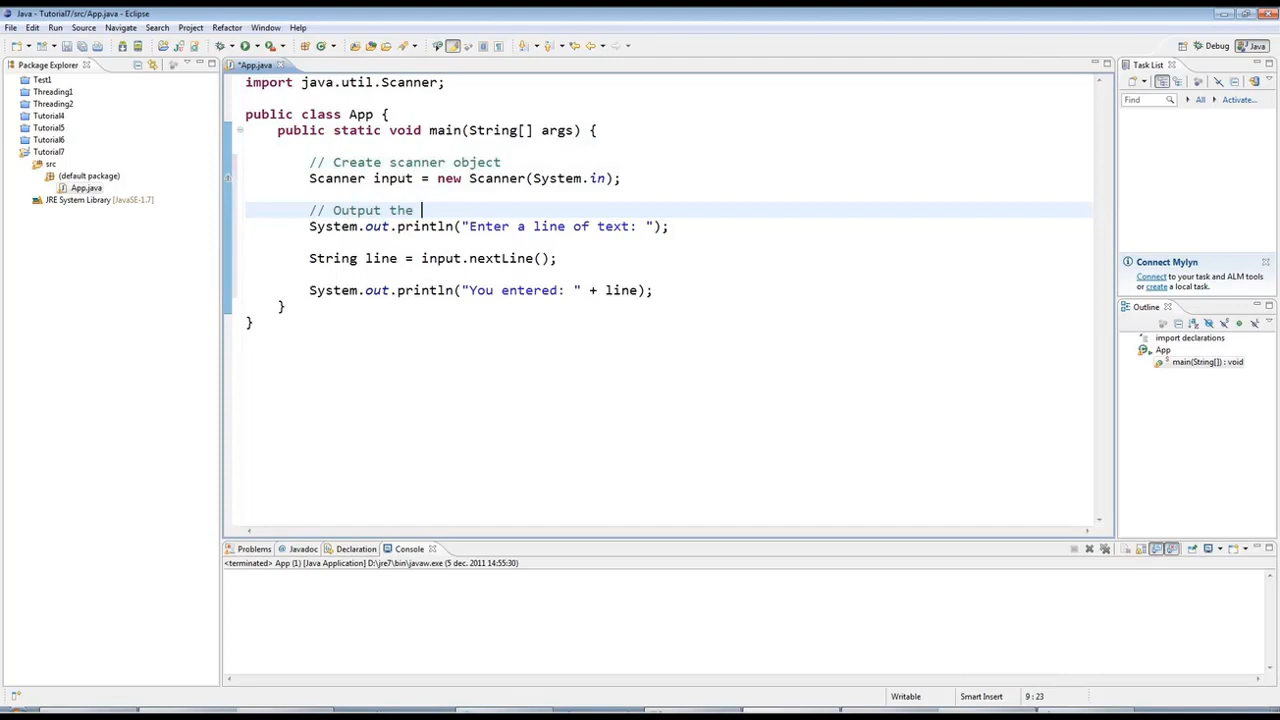 Java - Tutorial7/src/App.java - Eclipse
File Edit Run Source Navigate Search Project Refactor Window Help
Debug Java
Package Explorer
*App.java
Task List
Test1
Threading1
Threading2
Tutorial4
Tutorial5
Tutorial6
Tutorial7
src
(default package)
App.java
JRE System Library [JavaSE-1.7]
import java.util.Scanner;
public class App {
public static void main(String[] args) {
// Create scanner object
Scanner input = new Scanner(System.in);
// Output the
System.out.println("Enter a line of text: ");
String line = input.nextLine();
System.out.println("You entered: " + line);
}
}
Find All Activate...
Connect Mylyn
Connect to your task and ALM tools
or create a local task.
Outline
import declarations
App
main(String[]) : void
Problems Javadoc Declaration Console
<terminated> App (1) [Java Application] D:\jre7\bin\javaw.exe (5 dec. 2011 14:55:30)
Writable Smart Insert 9 : 23